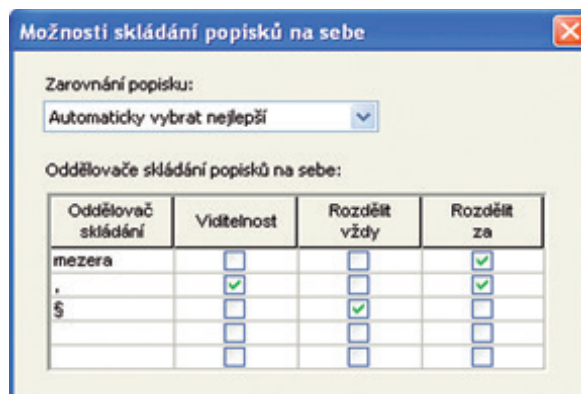 Možnosti skládání popisků na sebe
Zarovnání popisku:
Automaticky vybrat nejlepší
Oddělovače skládání popisků na sebe:
Oddělovač skládání Viditelnost Rozdělit vždy Rozdělit za
mezera
,
§